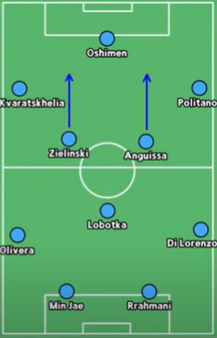 Oshimen
Kvaratskhelia
Politano
Zielinski
Anguissa
Lobotka
Olivera
Di Lorenzo
Min Jae
Rrahmani